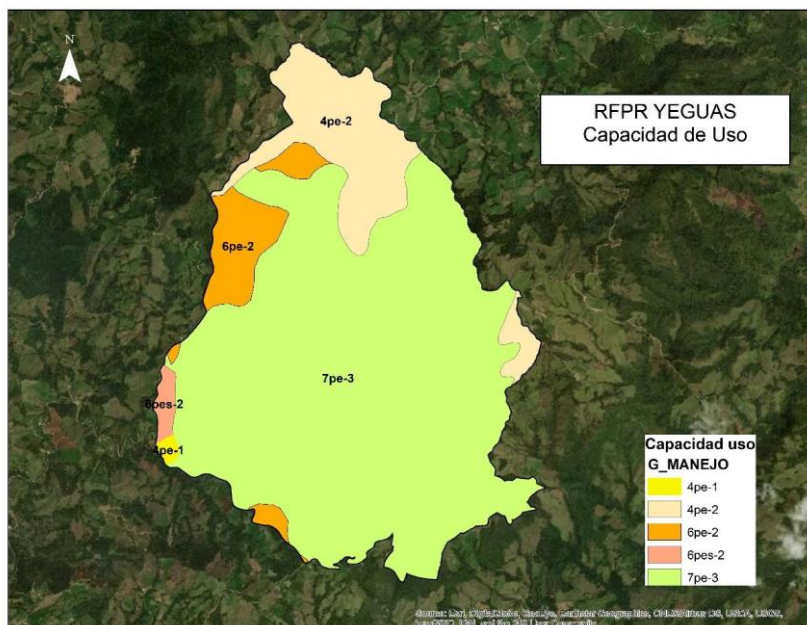 N
RFPR YEGUAS
Capacidad de Uso
4pe-2
6pe-2
7pe-3
6pes-2
4pe-1
Capacidad uso
G_MANEJO
4pe-1
4pe-2
6pe-2
6pes-2
7pe-3